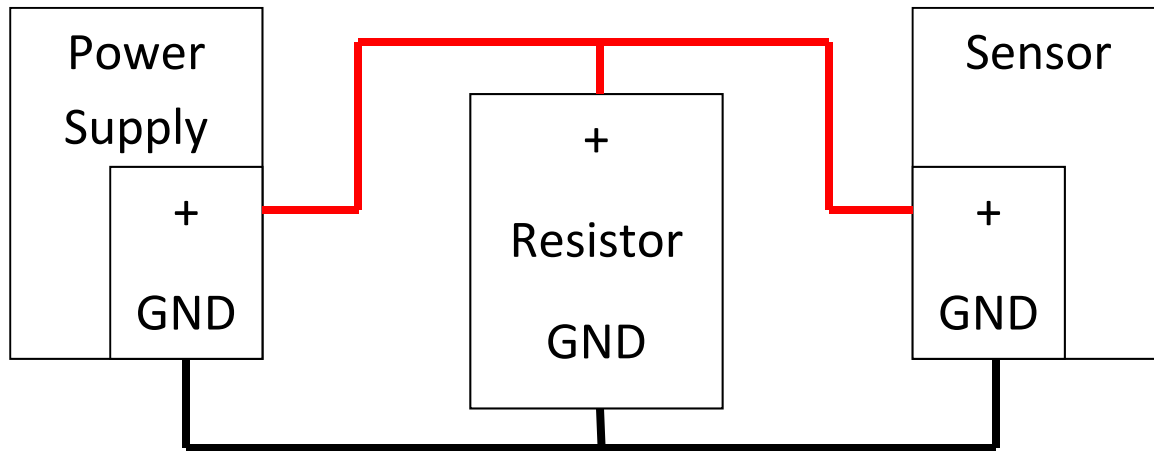 Power
Supply
+
GND
+
Resistor
GND
Sensor
+
GND